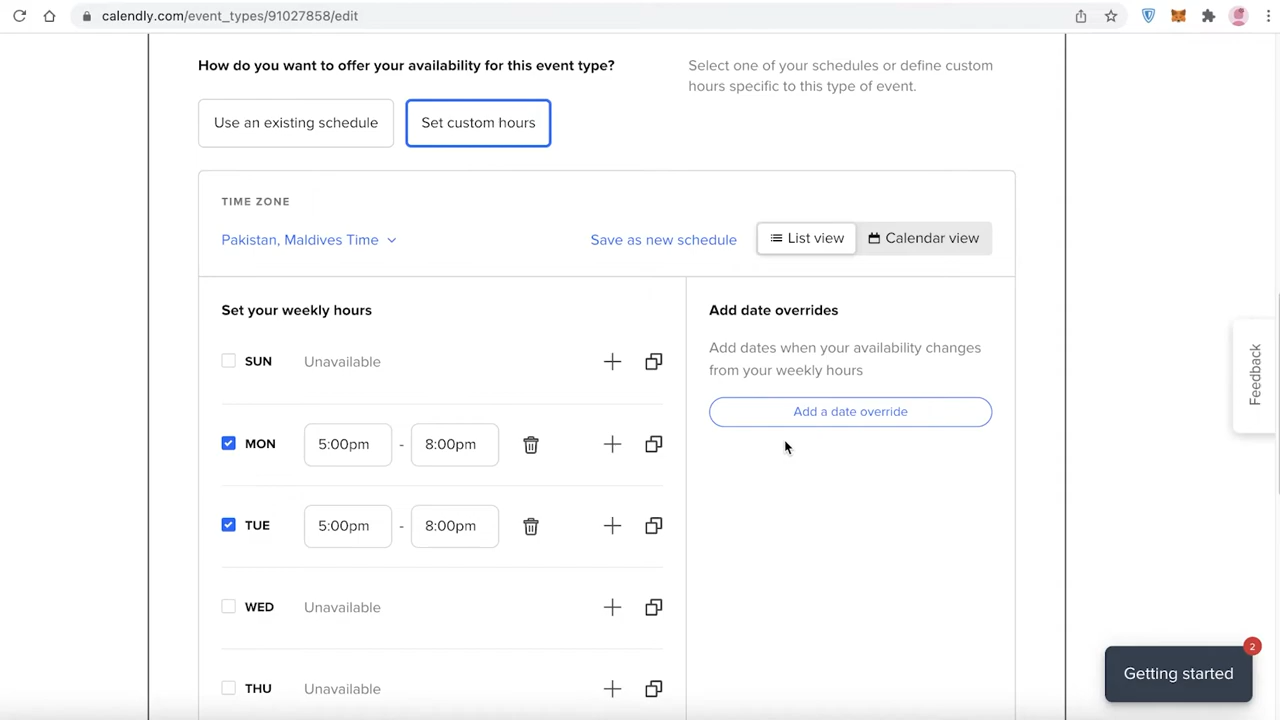 calendly.com/event_types/91027858/edit
How do you want to offer your availability for this event type?
Select one of your schedules or define custom
hours specific to this type of event.
Use an existing schedule
Set custom hours
TIME ZONE
Pakistan, Maldives Time
Save as new schedule
List view
Calendar view
Set your weekly hours
SUN Unavailable
MON 5:00pm - 8:00pm
TUE 5:00pm - 8:00pm
WED Unavailable
THU Unavailable
Add date overrides
Add dates when your availability changes
from your weekly hours
Add a date override
Feedback
2
Getting started